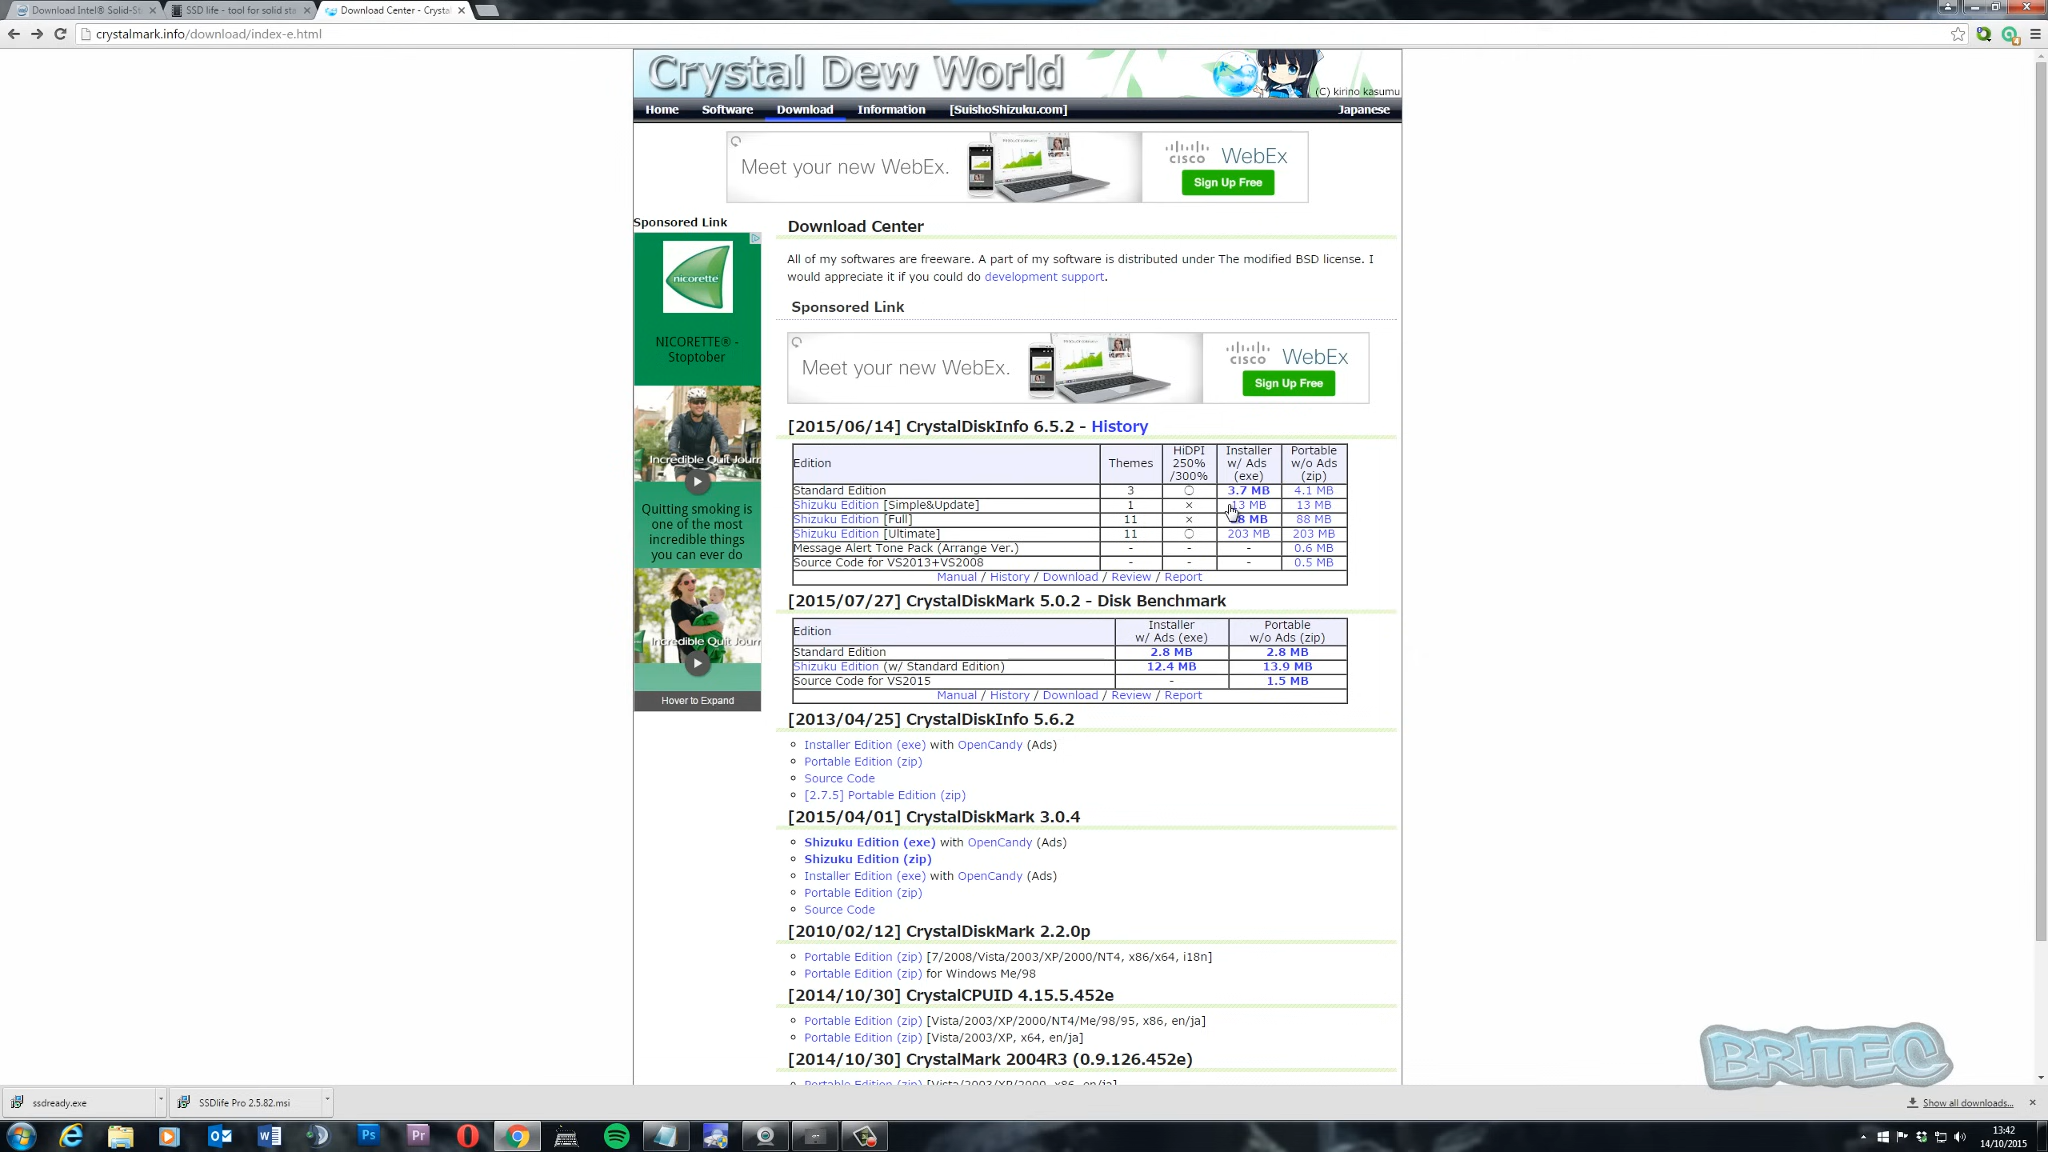 Download Intel® Solid-St
SSD life - tool for solid sta
Download Center - Crysta
crystalmark.info/download/index-e.html
Crystal Dew World
(C) kirino kasumu
Home Software Download Information [SuishoShizuku.com] Japanese
Meet your new WebEx.
CISCO WebEx
Sign Up Free
Sponsored Link
nicorette
NICORETTE® -
Stoptober
Incredible Quit Jour
Quitting smoking is
one of the most
incredible things
you can ever do
Incredible Quit Jour
Hover to Expand
Download Center
All of my softwares are freeware. A part of my software is distributed under The modified BSD license. I
would appreciate it if you could do development support.
Sponsored Link
Meet your new WebEx.
CISCO WebEx
Sign Up Free
[2015/06/14] CrystalDiskInfo 6.5.2 - History
Edition Themes HiDPI 250% /300% Installer w/ Ads (exe) Portable w/o Ads (zip)
Standard Edition 3 ○ 3.7 MB 4.1 MB
Shizuku Edition [Simple&Update] 1 × 13 MB 13 MB
Shizuku Edition [Full] 11 × 8 MB 88 MB
Shizuku Edition [Ultimate] 11 ○ 203 MB 203 MB
Message Alert Tone Pack (Arrange Ver.) - - - 0.6 MB
Source Code for VS2013+VS2008 - - - 0.5 MB
Manual / History / Download / Review / Report
[2015/07/27] CrystalDiskMark 5.0.2 - Disk Benchmark
Edition Installer w/ Ads (exe) Portable w/o Ads (zip)
Standard Edition 2.8 MB 2.8 MB
Shizuku Edition (w/ Standard Edition) 12.4 MB 13.9 MB
Source Code for VS2015 - 1.5 MB
Manual / History / Download / Review / Report
[2013/04/25] CrystalDiskInfo 5.6.2
Installer Edition (exe) with OpenCandy (Ads)
Portable Edition (zip)
Source Code
[2.7.5] Portable Edition (zip)
[2015/04/01] CrystalDiskMark 3.0.4
Shizuku Edition (exe) with OpenCandy (Ads)
Shizuku Edition (zip)
Installer Edition (exe) with OpenCandy (Ads)
Portable Edition (zip)
Source Code
[2010/02/12] CrystalDiskMark 2.2.0p
Portable Edition (zip) [7/2008/Vista/2003/XP/2000/NT4, x86/x64, i18n]
Portable Edition (zip) for Windows Me/98
[2014/10/30] CrystalCPUID 4.15.5.452e
Portable Edition (zip) [Vista/2003/XP/2000/NT4/Me/98/95, x86, en/ja]
Portable Edition (zip) [Vista/2003/XP, x64, en/ja]
[2014/10/30] CrystalMark 2004R3 (0.9.126.452e)
Portable Edition (zip) [Vista/2003/XP/2000, x86, en/ja]
BRITEC
ssdready.exe
SSDlife Pro 2.5.82.msi
Show all downloads...
Ps
Pr
13:42
14/10/2015